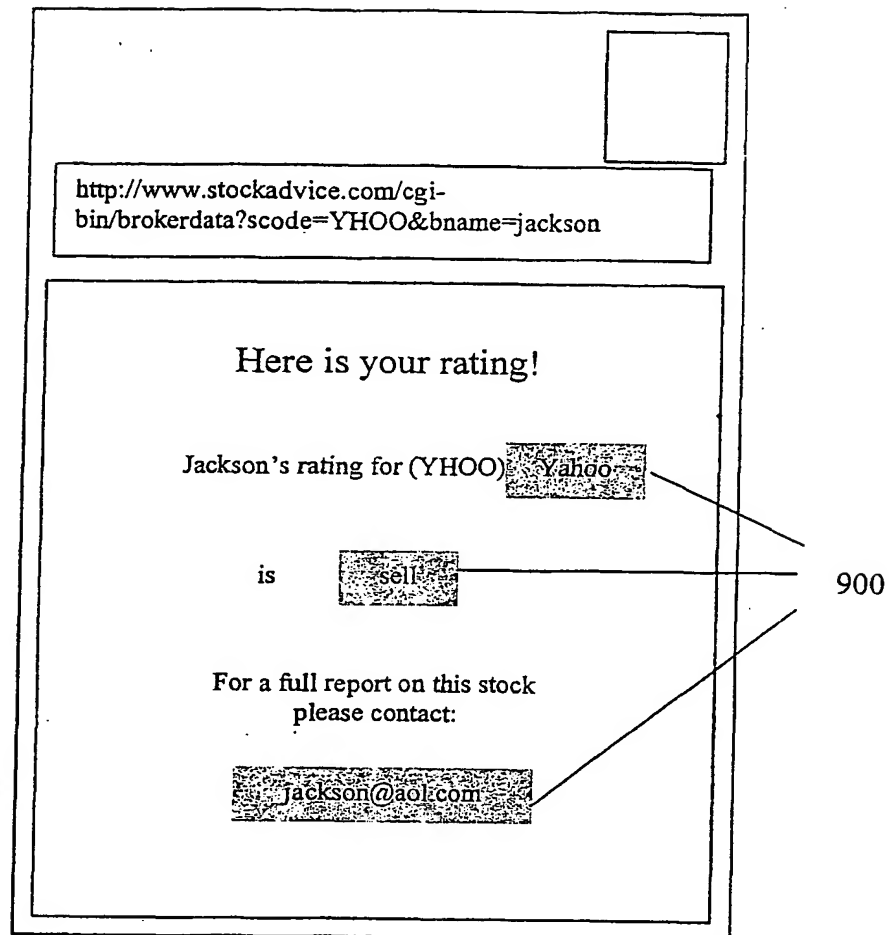 http://www.stockadvice.com/cgi-
bin/brokerdata?scode=YHOO&bname=jackson
Here is your rating!
Jackson's rating for (YHOO) Yahoo
is sell
900
For a full report on this stock
please contact:
jackson@aol.com